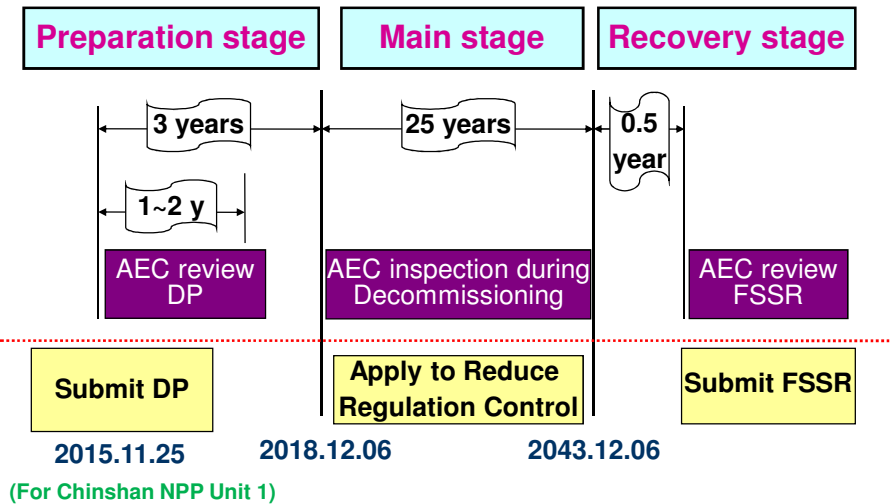 Preparation stage
Main stage
Recovery stage
3 years
25 years
0.5
year
1~2 y
AEC review
DP
AEC inspection during
Decommissioning
AEC review
FSSR
Submit DP
Apply to Reduce
Regulation Control
Submit FSSR
2015.11.25
2018.12.06
2043.12.06
(For Chinshan NPP Unit 1)